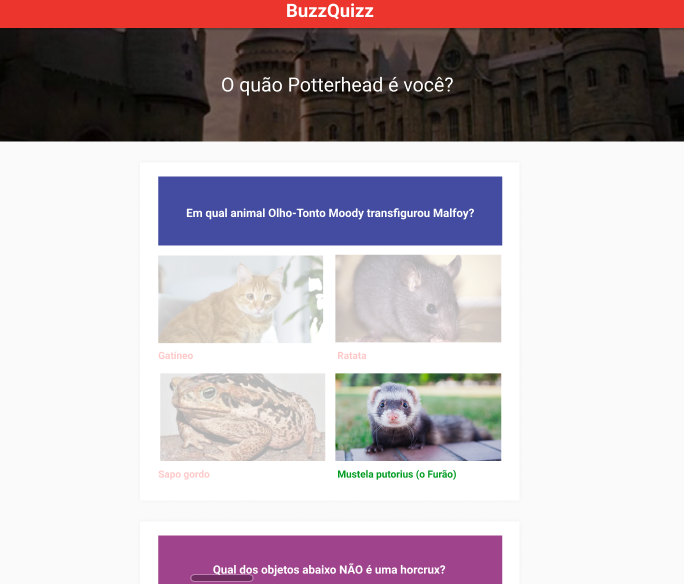 BuzzQuizz
O quão Potterhead é você?
Em qual animal Olho-Tonto Moody transfigurou Malfoy?
Gatíneo
Ratata
Sapo gordo
Mustela putorius (o Furão)
Qual dos objetos abaixo NÃO é uma horcrux?